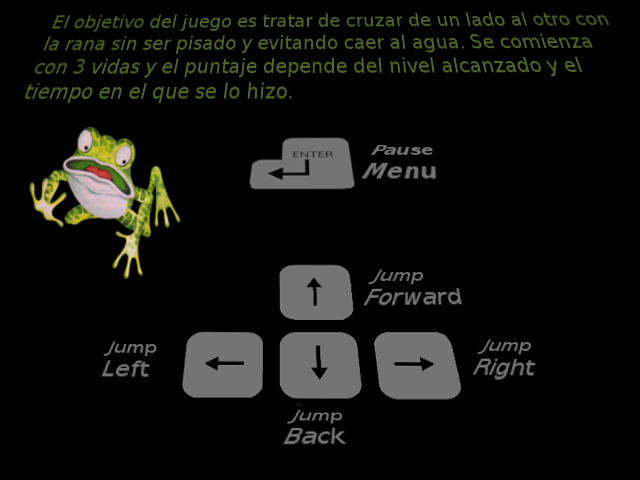 El objetivo del juego es tratar de cruzar de un lado al otro con
la rana sin ser pisado y evitando caer al agua. Se comienza
con 3 vidas y el puntaje depende del nivel alcanzado y el
tiempo en el que se lo hizo.
ENTER
Pause
Menu
Jump
Forward
Jump
Left
Jump
Right
Jump
Back